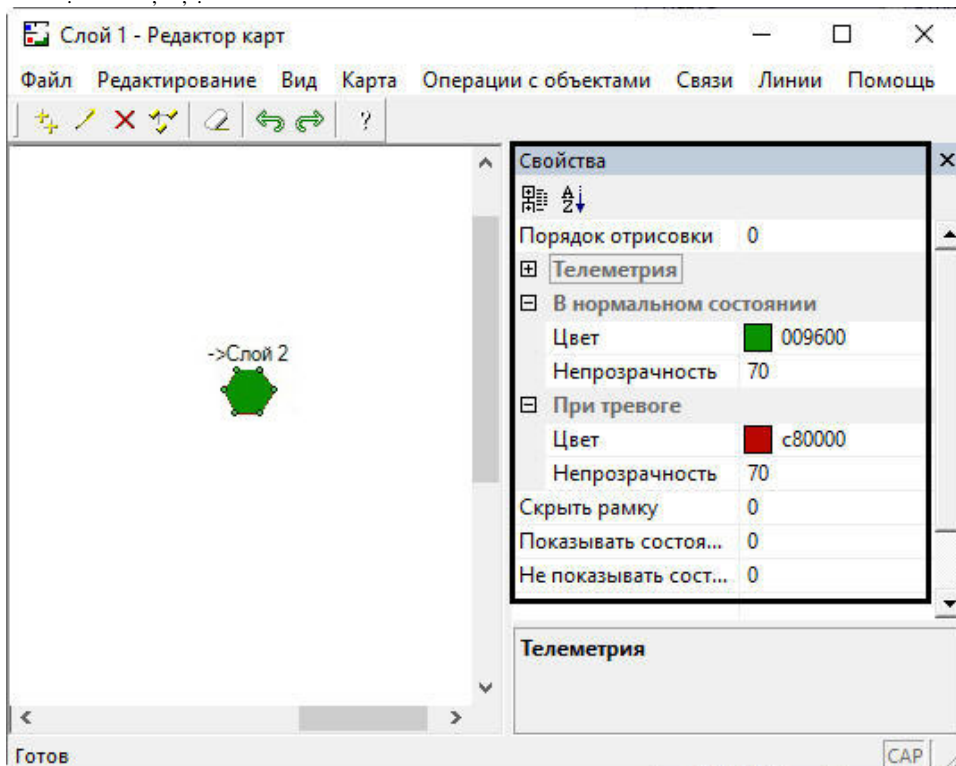 Слой 1 - Редактор карт
Файл Редактирование Вид Карта Операции с объектами Связи Линии Помощь
?
Свойства
A
Z
Порядок отрисовки 0
Телеметрия
В нормальном состоянии
Цвет 009600
Непрозрачность 70
При тревоге
Цвет c80000
Непрозрачность 70
Скрыть рамку 0
Показывать состоя... 0
Не показывать сост... 0
->Слой 2
Телеметрия
Готов
CAP